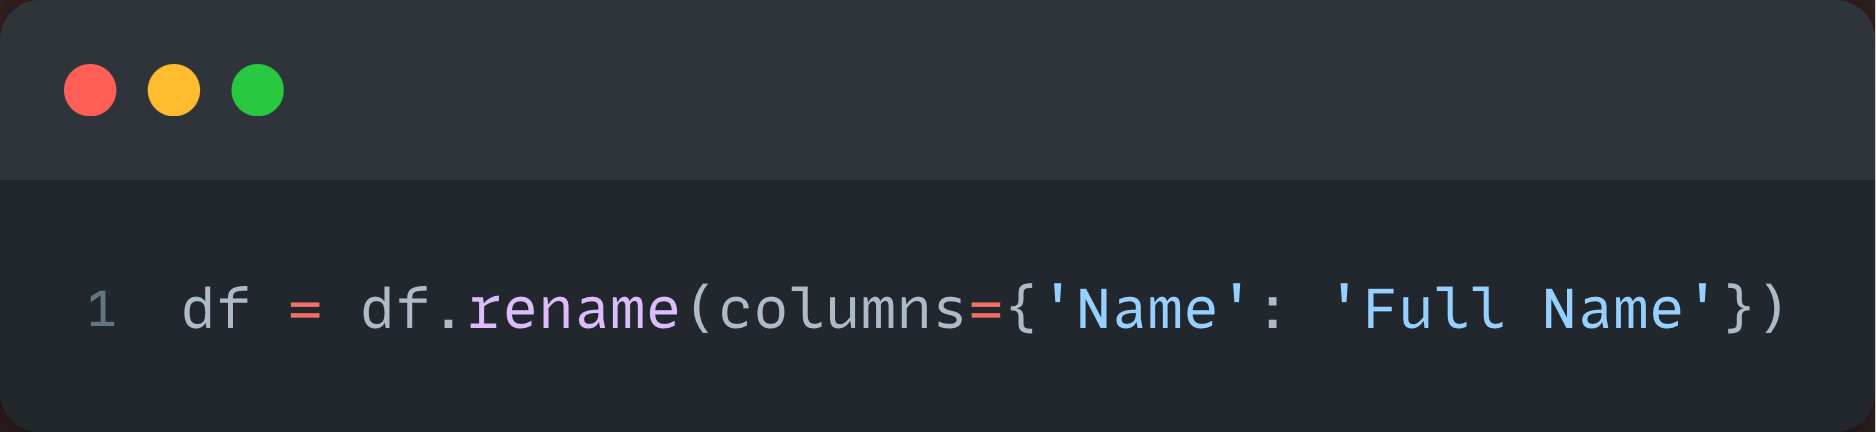 1 df = df.rename(columns={'Name': 'Full Name'})